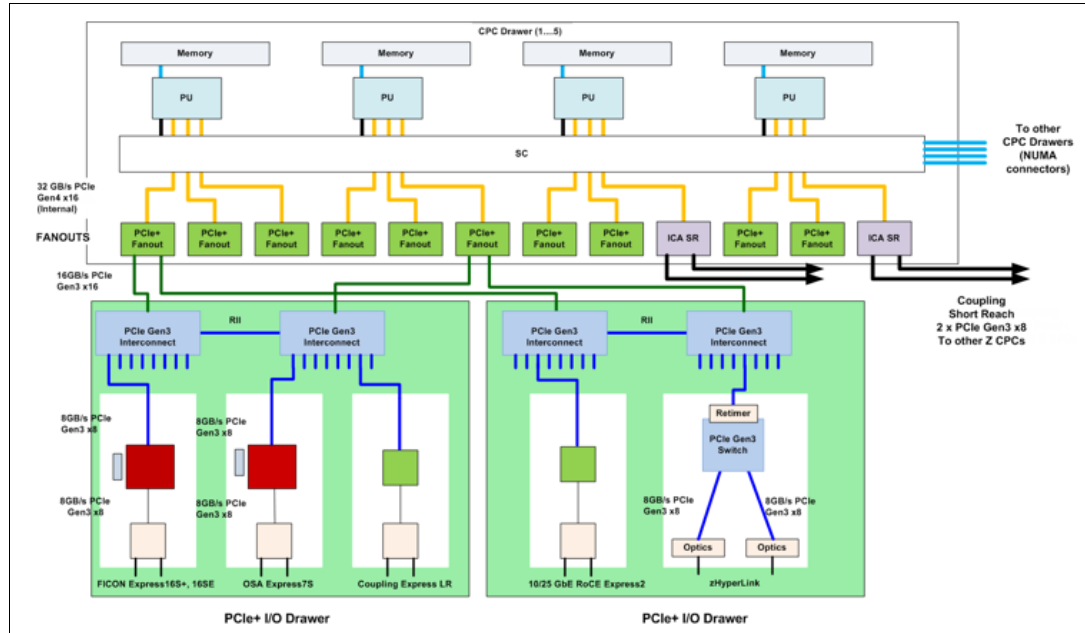 CPC Drawer (1....5)
Memory
Memory
Memory
Memory
PU
PU
PU
PU
SC
To other
CPC Drawers
(NUMA
connectors)
32 GB/s PCIe
Gen4 x16
(Internal)
FANOUTS
PCIe+
Fanout
PCIe+
Fanout
PCIe+
Fanout
PCIe+
Fanout
PCIe+
Fanout
PCIe+
Fanout
PCIe+
Fanout
PCIe+
Fanout
ICA SR
PCIe+
Fanout
PCIe+
Fanout
ICA SR
16GB/s PCIe
Gen3 x16
Coupling
Short Reach
2 x PCIe Gen3 x8
To other Z CPCs
PCIe Gen3
Interconnect
RII
PCIe Gen3
Interconnect
PCIe Gen3
Interconnect
RII
PCIe Gen3
Interconnect
8GB/s PCIe
Gen3 x8
8GB/s PCIe
Gen3 x8
Retimer
PCIe Gen3
Switch
8GB/s PCIe
Gen3 x8
8GB/s PCIe
Gen3 x8
8GB/s PCIe
Gen3 x8
8GB/s PCIe
Gen3 x8
Optics
Optics
FICON Express16S+, 16SE
OSA Express7S
Coupling Express LR
10/25 GbE RoCE Express2
zHyperLink
PCIe+ I/O Drawer
PCIe+ I/O Drawer